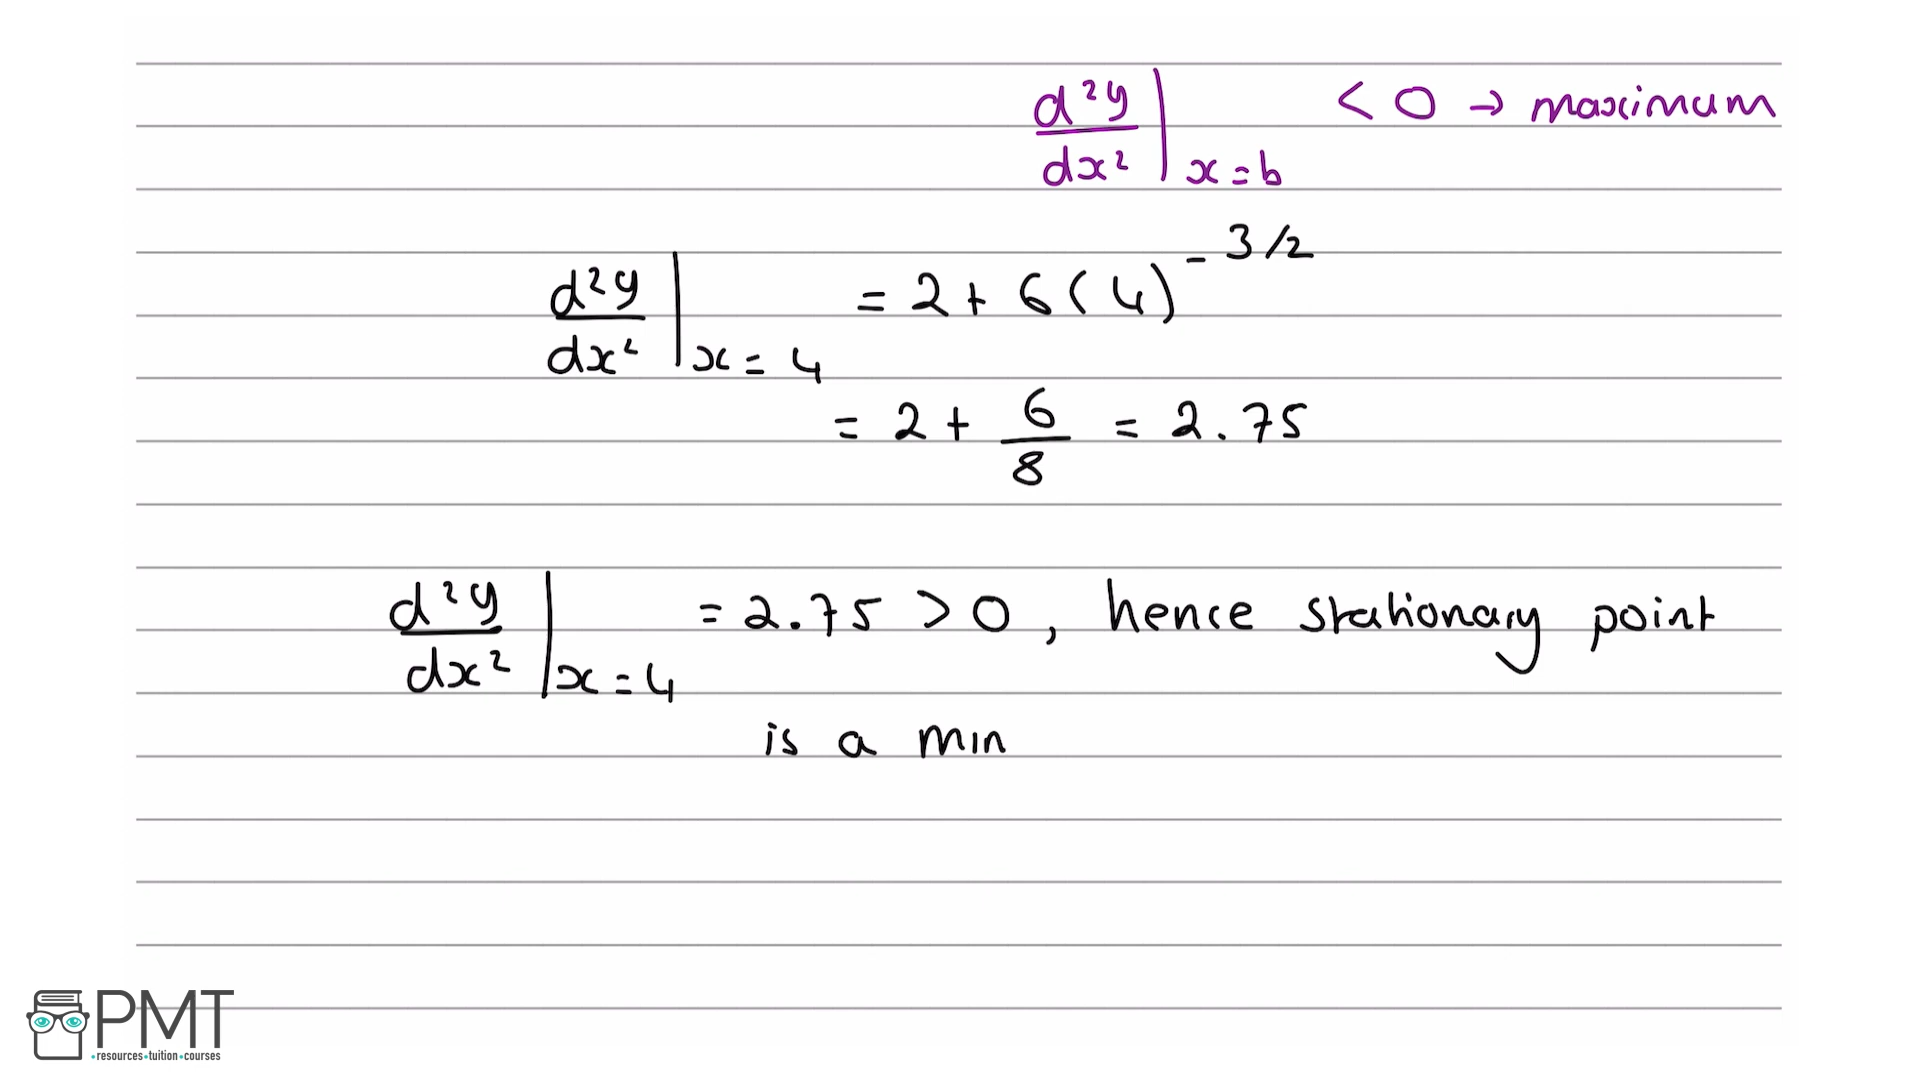 d²y/dx² | x=b < 0 → maximum
d²y/dx² | x=4 = 2 + 6(4)^-3/2
= 2 + 6/8 = 2.75
d²y/dx² | x=4 = 2.75 > 0, hence stationary point
is a min
PMT
•resources•tuition•courses